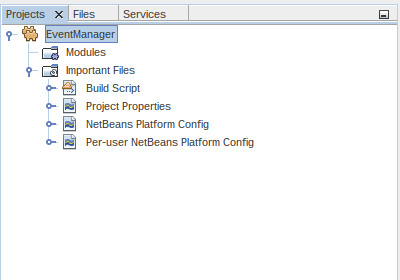 Projects Files Services
EventManager
Modules
Important Files
Build Script
Project Properties
NetBeans Platform Config
Per-user NetBeans Platform Config